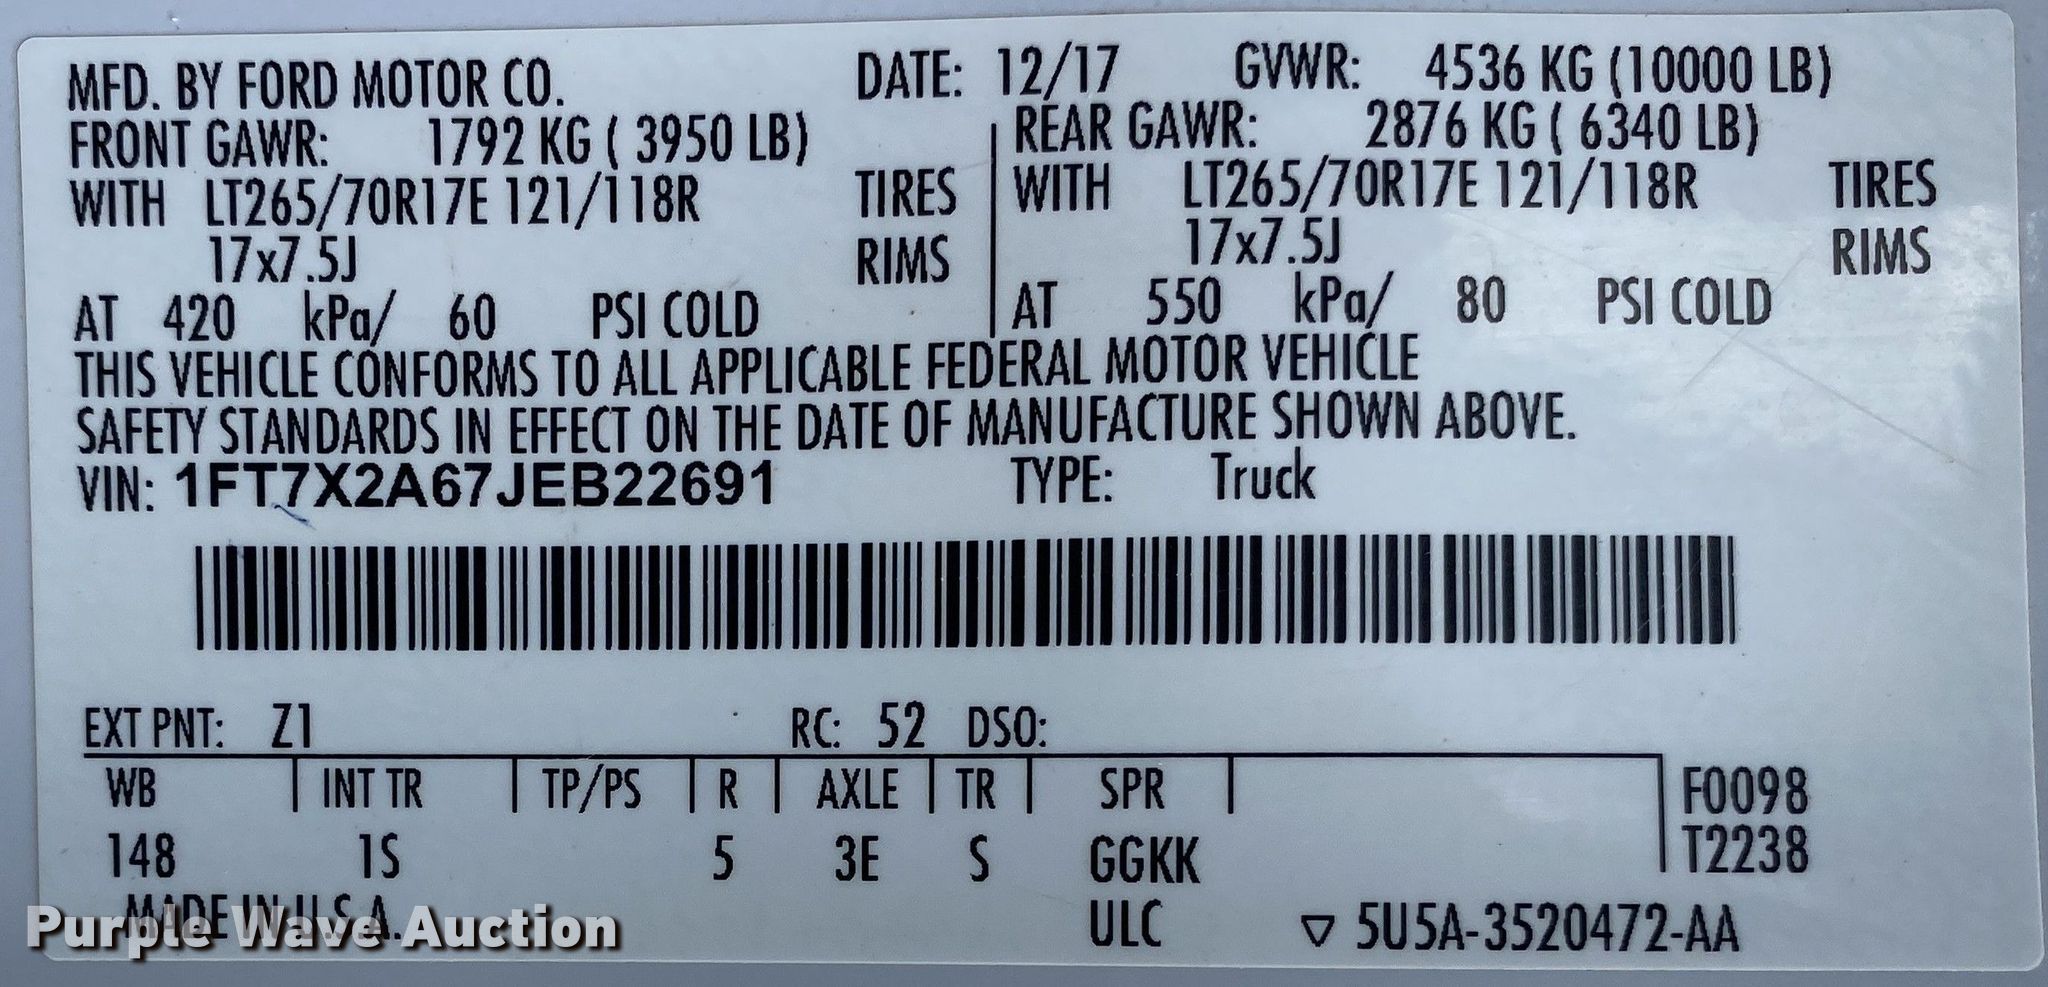 MFD. BY FORD MOTOR CO. DATE: 12/17 GVWR: 4536 KG (10000 LB)
FRONT GAWR: 1792 KG ( 3950 LB) REAR GAWR: 2876 KG ( 6340 LB)
WITH LT265/70R17E 121/118R TIRES WITH LT265/70R17E 121/118R TIRES
17x7.5J RIMS 17x7.5J RIMS
AT 420 kPa/ 60 PSI COLD AT 550 kPa/ 80 PSI COLD
THIS VEHICLE CONFORMS TO ALL APPLICABLE FEDERAL MOTOR VEHICLE
SAFETY STANDARDS IN EFFECT ON THE DATE OF MANUFACTURE SHOWN ABOVE.
VIN: 1FT7X2A67JEB22691 TYPE: Truck
EXT PNT: Z1 RC: 52 DSO:
WB INT TR TP/PS R AXLE TR SPR F0098
148 1S 5 3E S GGKK T2238
MADE IN U.S.A. ULC ▽ 5U5A-3520472-AA
Purple Wave Auction